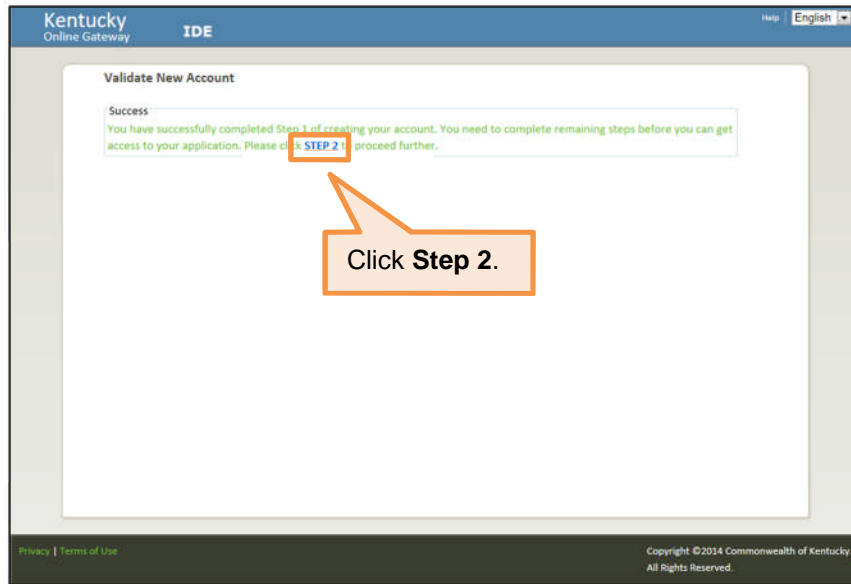 Kentucky
Online Gateway
IDE
Help
English
Validate New Account
Success
You have successfully completed Step 1 of creating your account. You need to complete remaining steps before you can get
access to your application. Please click STEP 2 to proceed further.
Click Step 2.
Privacy | Terms of Use
Copyright ©2014 Commonwealth of Kentucky.
All Rights Reserved.